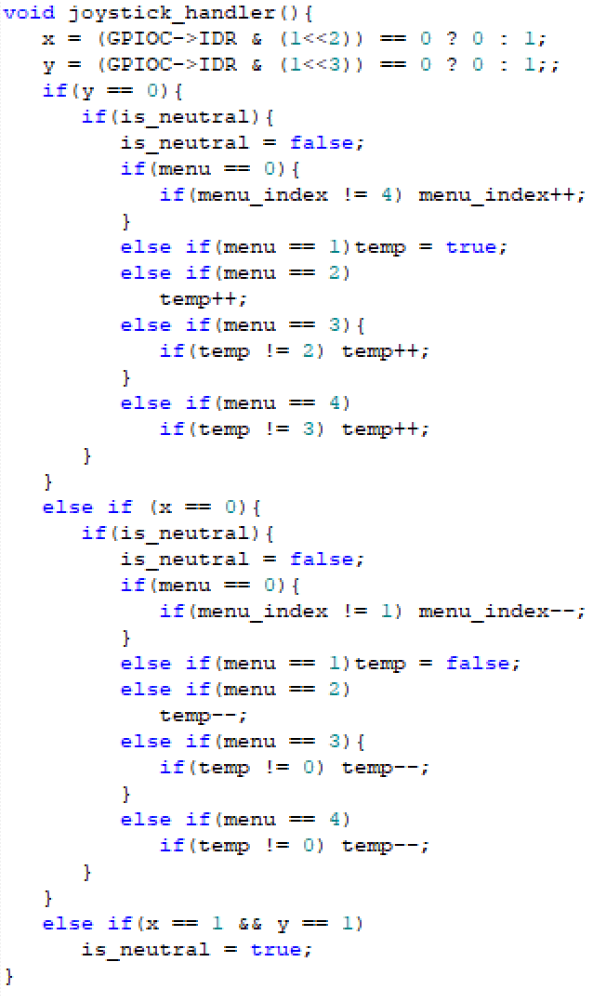 void joystick_handler(){
   x = (GPIOC->IDR & (1<<2)) == 0 ? 0 : 1;
   y = (GPIOC->IDR & (1<<3)) == 0 ? 0 : 1;;
   if(y == 0){
      if(is_neutral){
         is_neutral = false;
         if(menu == 0){
            if(menu_index != 4) menu_index++;
         }
         else if(menu == 1)temp = true;
         else if(menu == 2)
            temp++;
         else if(menu == 3){
            if(temp != 2) temp++;
         }
         else if(menu == 4)
            if(temp != 3) temp++;
      }
   }
   else if (x == 0){
      if(is_neutral){
         is_neutral = false;
         if(menu == 0){
            if(menu_index != 1) menu_index--;
         }
         else if(menu == 1)temp = false;
         else if(menu == 2)
            temp--;
         else if(menu == 3){
            if(temp != 0) temp--;
         }
         else if(menu == 4)
            if(temp != 0) temp--;
      }
   }
   else if(x == 1 && y == 1)
      is_neutral = true;
}